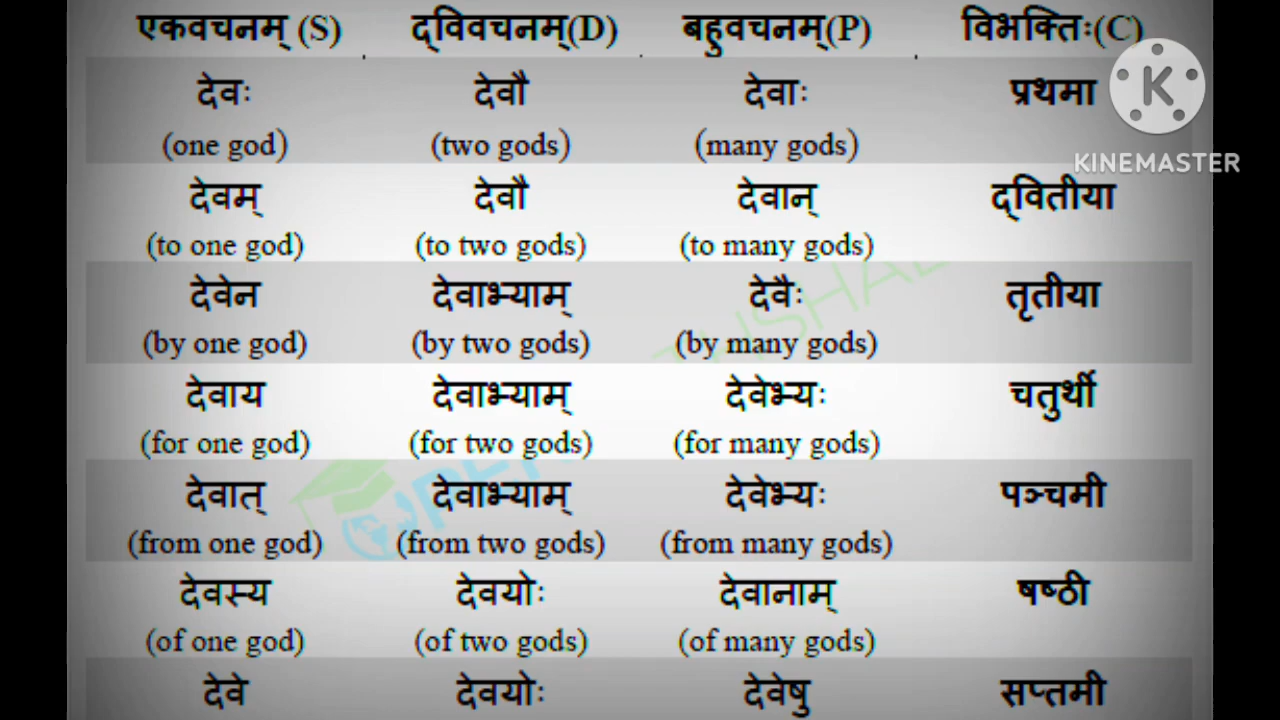 एकवचनम् (S) द्विवचनम्(D) बहुवचनम्(P) विभक्तिः(C)
देवः देवौ देवाः प्रथमा
(one god) (two gods) (many gods)
KINEMASTER
देवम् देवौ देवान् द्वितीया
(to one god) (to two gods) (to many gods)
देवेन देवाभ्याम् देवैः तृतीया
(by one god) (by two gods) (by many gods)
देवाय देवाभ्याम् देवेभ्यः चतुर्थी
(for one god) (for two gods) (for many gods)
देवात् देवाभ्याम् देवेभ्यः पञ्चमी
(from one god) (from two gods) (from many gods)
देवस्य देवयोः देवानाम् षष्ठी
(of one god) (of two gods) (of many gods)
देवे देवयोः देवेषु सप्तमी